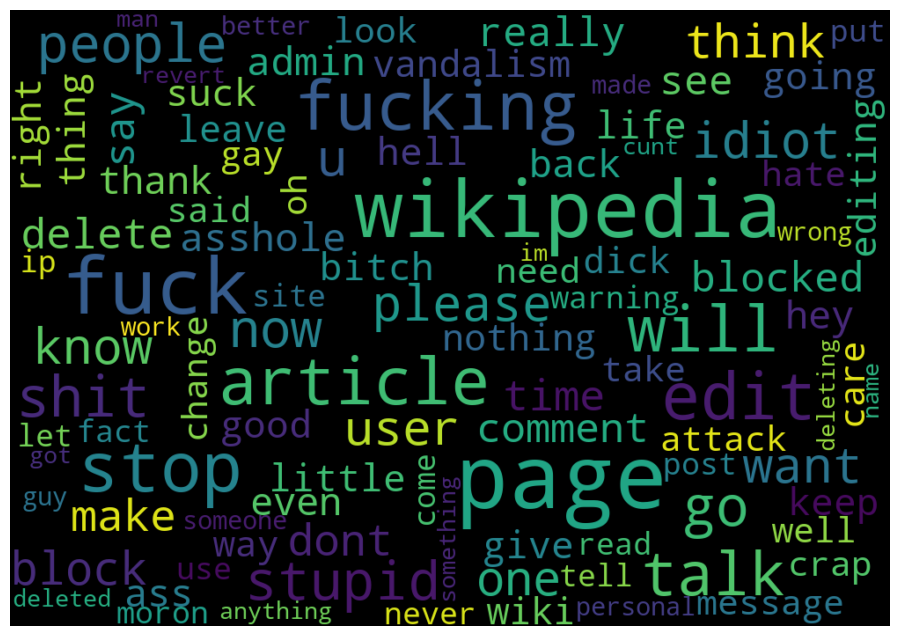 man better look really think put
people admin vandalism see going
revert suck fucking made
right thing say leave u hell life cunt idiot editing
gay back hate
thank oh wikipedia
delete said asshole wrong
ip fuck bitch im need dick blocked
site please warning will hey
work now nothing
know change article take care deleting name
shit time edit
let fact good user comment attack
got stop little come page post want
guy make even something go keep
someone way dont give read well
block use stupid one tell talk crap
deleted ass moron anything never wiki personal message